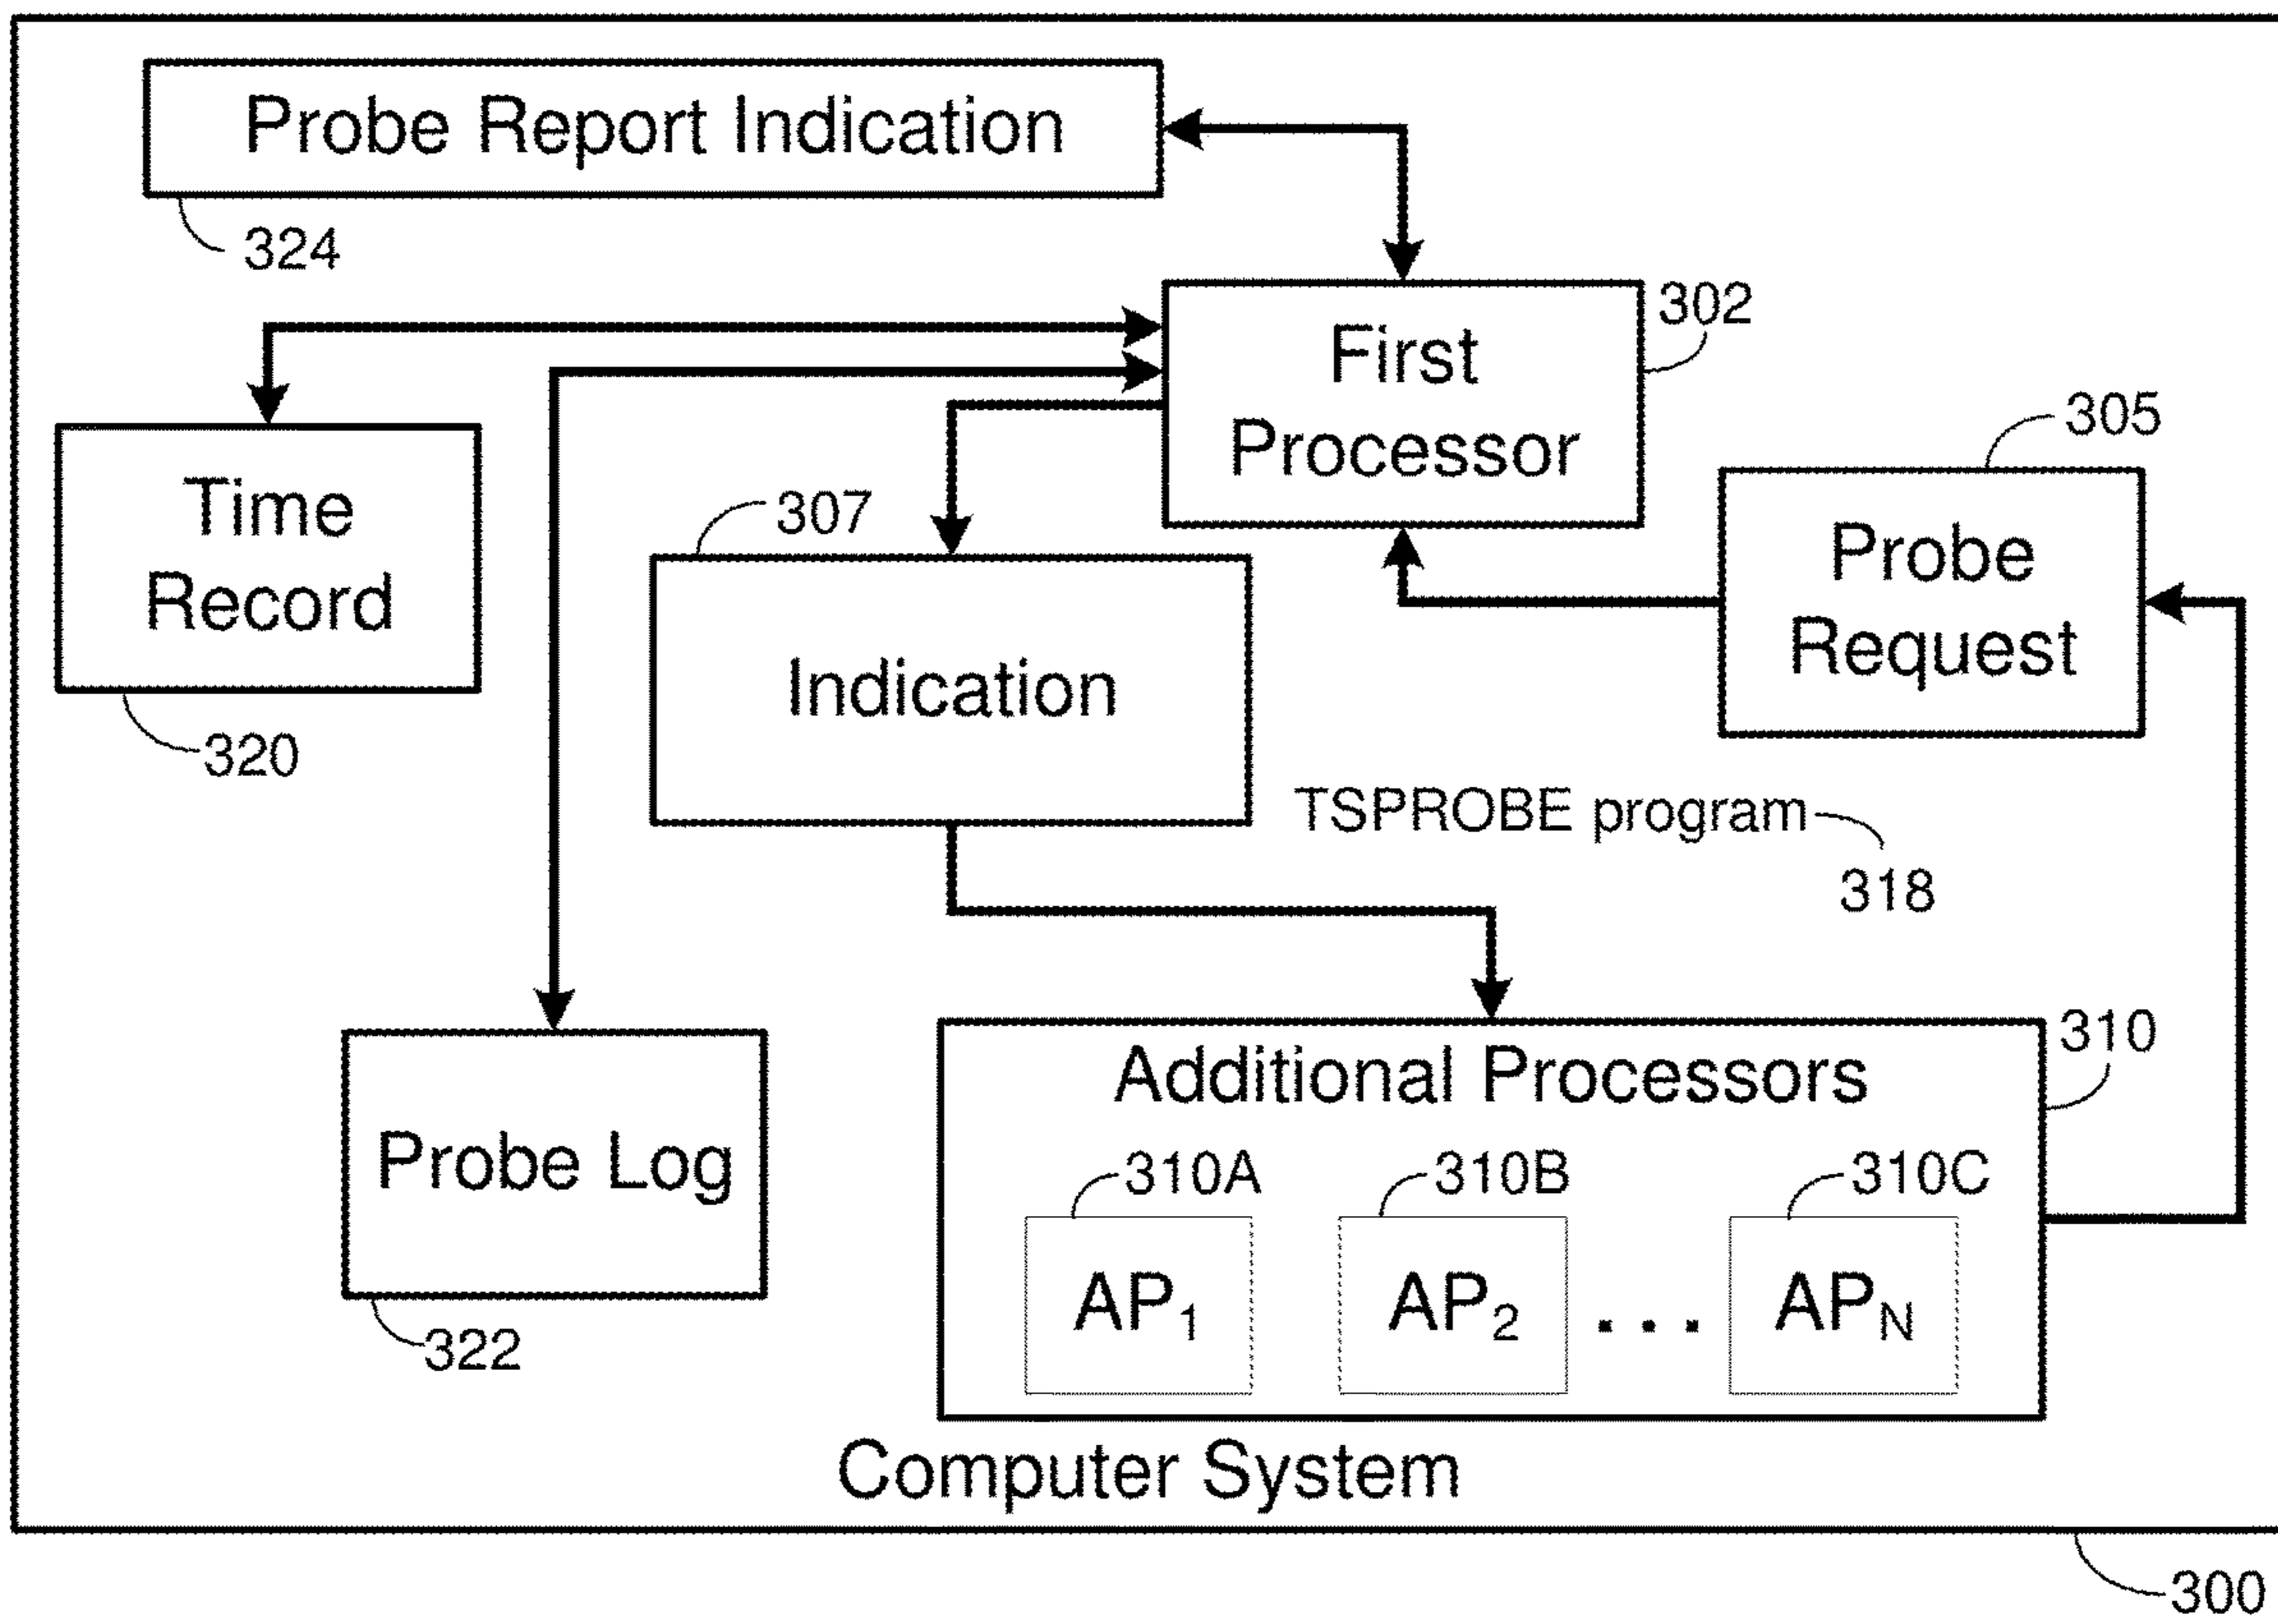 Probe Report Indication
324
302
First
Processor
305
Time
Record
307
Probe
Request
Indication
320
TSPROBE program
318
310
Additional Processors
Probe Log
310A
310B
310C
AP1
AP2
...
APN
322
Computer System
300